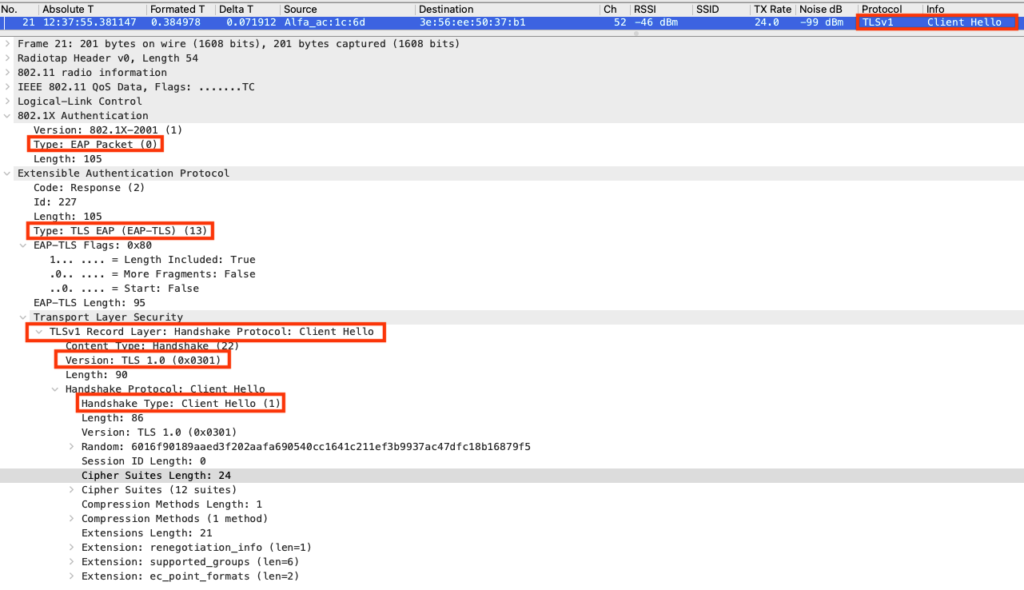 No. Absolute T Formated T Delta T Source Destination Ch RSSI SSID TX Rate Noise dB Protocol Info
21 12:37:55.381147 0.384978 0.071912 Alfa_ac:1c:6d 3e:56:ee:50:37:b1 52 -46 dBm 24.0 -99 dBm TLSv1 Client Hello
Frame 21: 201 bytes on wire (1608 bits), 201 bytes captured (1608 bits)
Radiotap Header v0, Length 54
802.11 radio information
IEEE 802.11 QoS Data, Flags: .......TC
Logical-Link Control
802.1X Authentication
Version: 802.1X-2001 (1)
Type: EAP Packet (0)
Length: 105
Extensible Authentication Protocol
Code: Response (2)
Id: 227
Length: 105
Type: TLS EAP (EAP-TLS) (13)
EAP-TLS Flags: 0x80
1... .... = Length Included: True
.0.. .... = More Fragments: False
..0. .... = Start: False
EAP-TLS Length: 95
Transport Layer Security
TLSv1 Record Layer: Handshake Protocol: Client Hello
Content Type: Handshake (22)
Version: TLS 1.0 (0x0301)
Length: 90
Handshake Protocol: Client Hello
Handshake Type: Client Hello (1)
Length: 86
Version: TLS 1.0 (0x0301)
Random: 6016f90189aaed3f202aafa690540cc1641c211ef3b9937ac47dfc18b16879f5
Session ID Length: 0
Cipher Suites Length: 24
Cipher Suites (12 suites)
Compression Methods Length: 1
Compression Methods (1 method)
Extensions Length: 21
Extension: renegotiation_info (len=1)
Extension: supported_groups (len=6)
Extension: ec_point_formats (len=2)